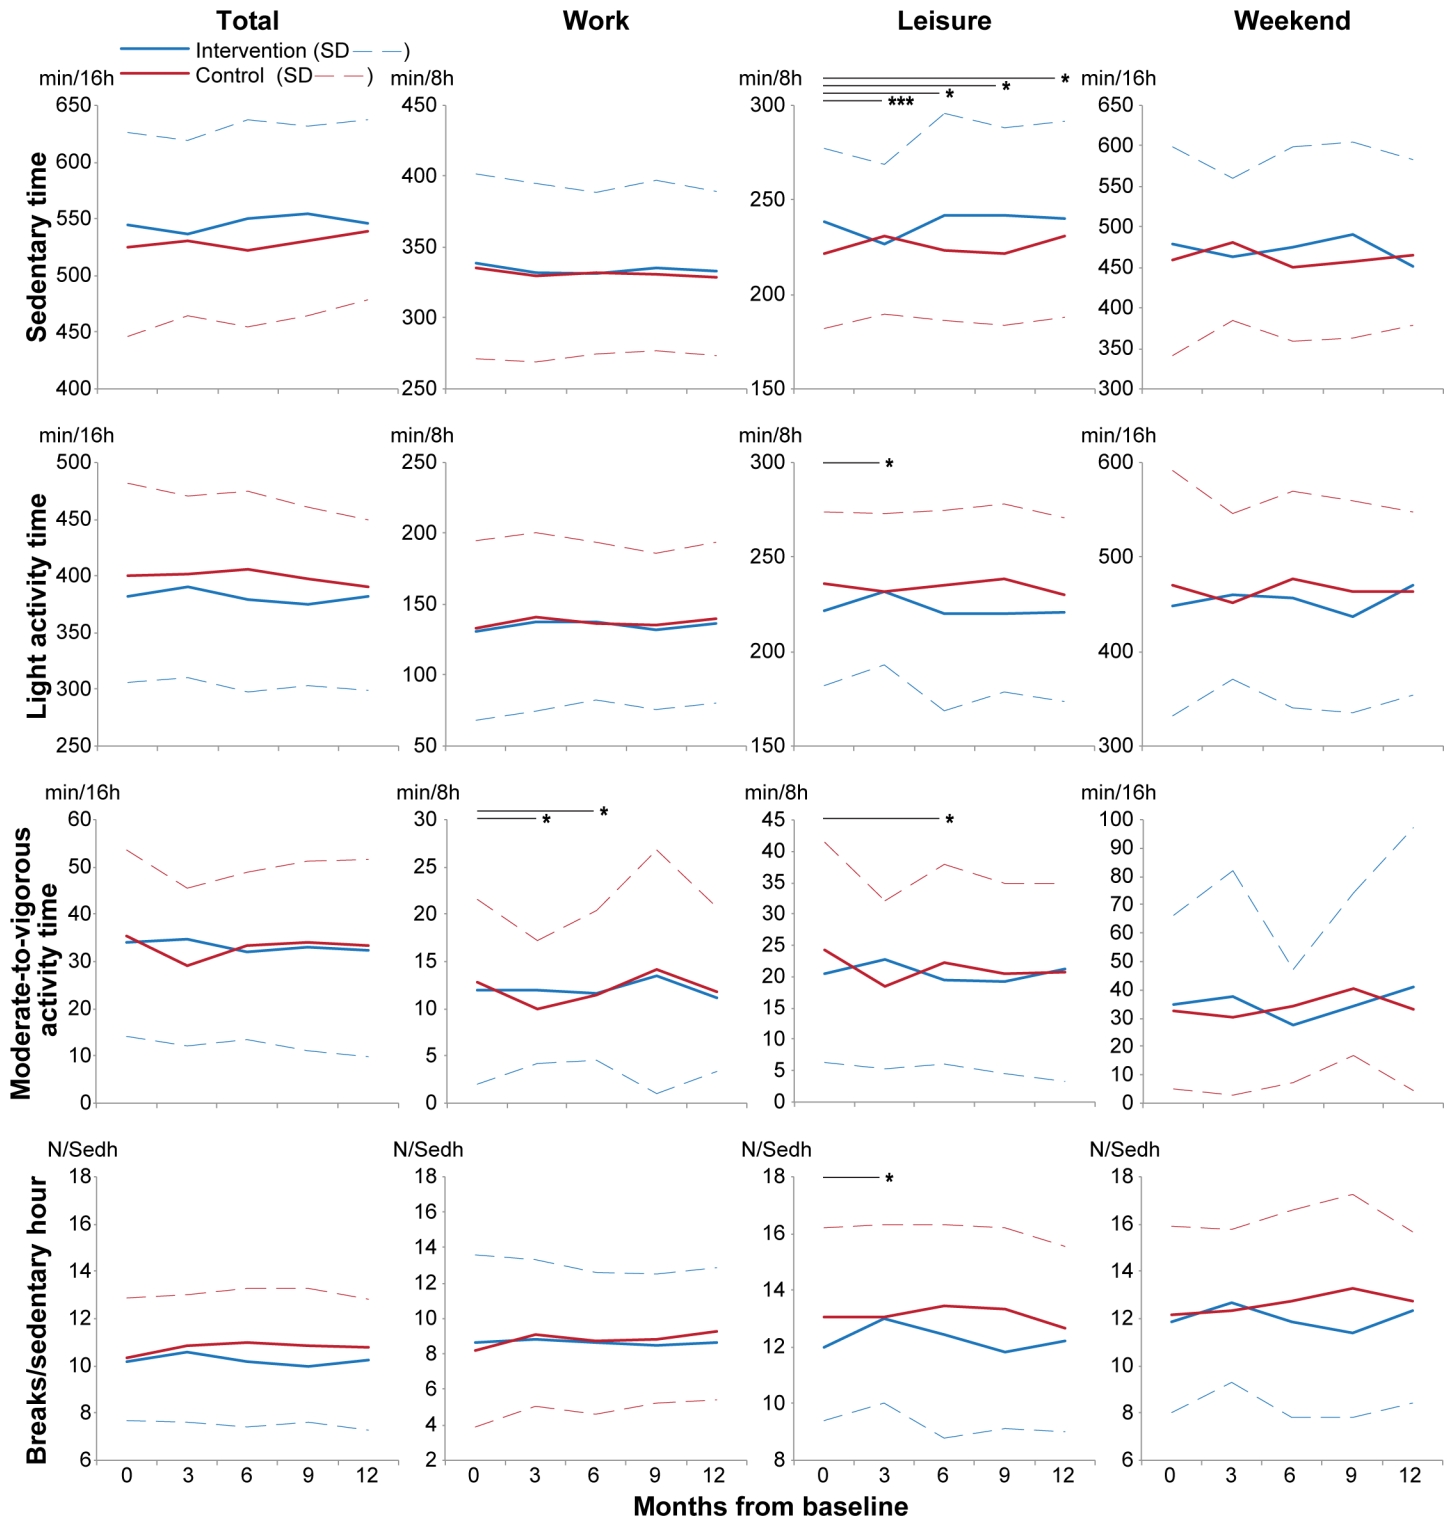 Total Work Leisure Weekend
Intervention (SD — —)
Control (SD — —)
min/16h min/8h min/8h min/16h
Sedentary time
650 600 550 500 450 400
450 400 350 300 250
300 250 200 150
650 600 550 500 450 400 350 300
*
*
*
***
min/16h min/8h min/8h min/16h
Light activity time
500 450 400 350 300 250
250 200 150 100 50
300 250 200 150
600 500 400 300
*
min/16h min/8h min/8h min/16h
Moderate-to-vigorous
activity time
60 50 40 30 20 10 0
30 25 20 15 10 5 0
45 40 35 30 25 20 15 10 5 0
100 90 80 70 60 50 40 30 20 10 0
*
*
*
N/Sedh N/Sedh N/Sedh N/Sedh
Breaks/sedentary hour
18 16 14 12 10 8 6
18 16 14 12 10 8 6 4 2
18 16 14 12 10 8
18 16 14 12 10 8 6
*
0 3 6 9 12 0 3 6 9 12 0 3 6 9 12 0 3 6 9 12
Months from baseline